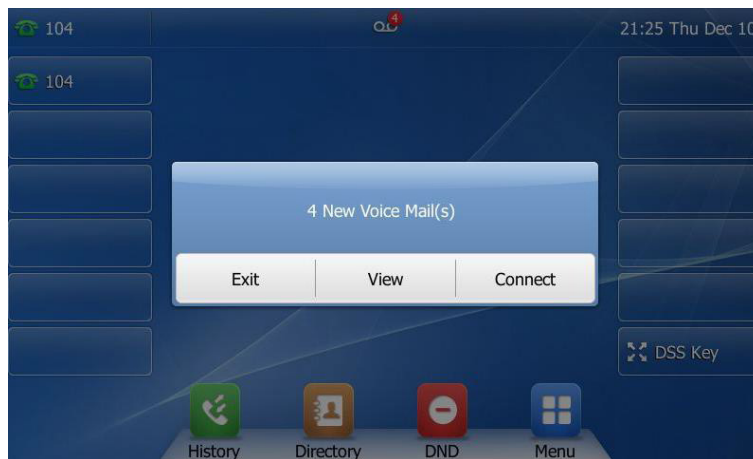 104
4
21:25 Thu Dec 10
104
4 New Voice Mail(s)
Exit
View
Connect
DSS Key
History
Directory
DND
Menu